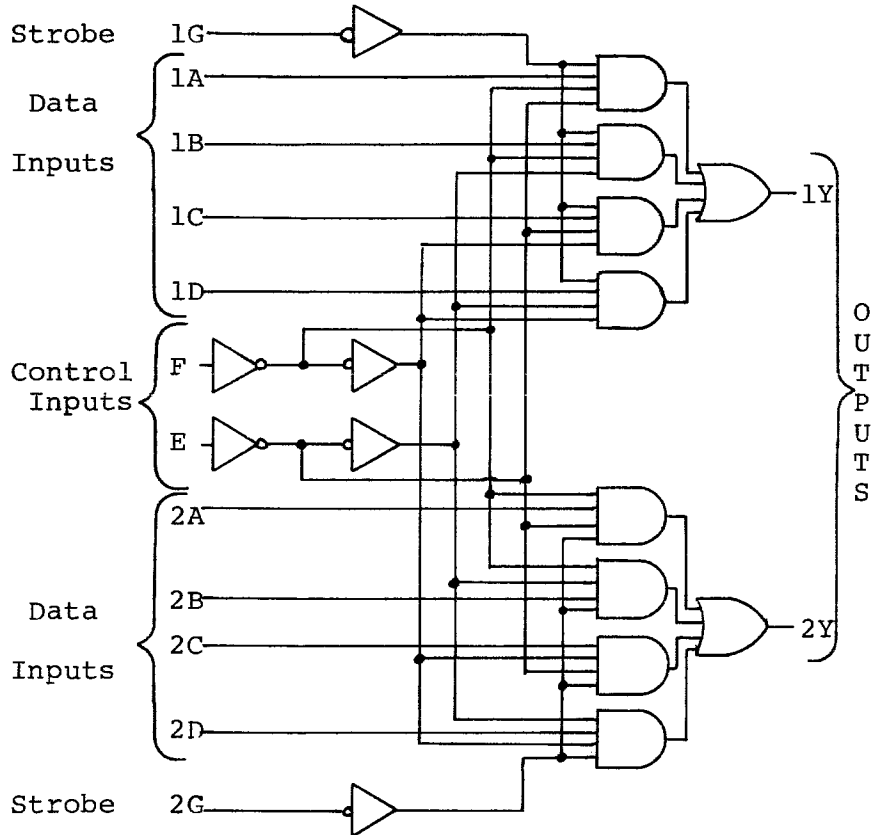 Strobe 1G
1A
Data
1B
Inputs
1C
1Y
1D
OUTPUTS
F
Control
Inputs
E
2A
2B
Data
2Y
2C
Inputs
2D
Strobe 2G